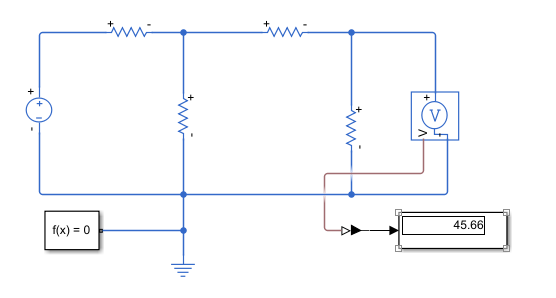 + - + -
+ + + + +
V
- - - -
V
f(x) = 0
45.66